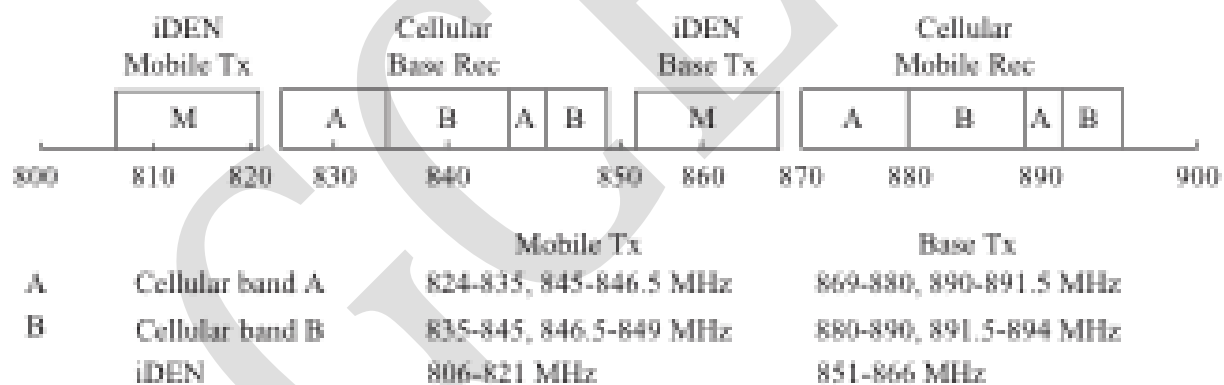 iDEN Cellular iDEN Cellular
Mobile Tx Base Rec Base Tx Mobile Rec
M A B A B M A B A B
800 810 820 830 840 850 860 870 880 890 900
Mobile Tx Base Tx
A Cellular band A 824-835, 845-846.5 MHz 869-880, 890-891.5 MHz
B Cellular band B 835-845, 846.5-849 MHz 880-890, 891.5-894 MHz
iDEN 806-821 MHz 851-866 MHz